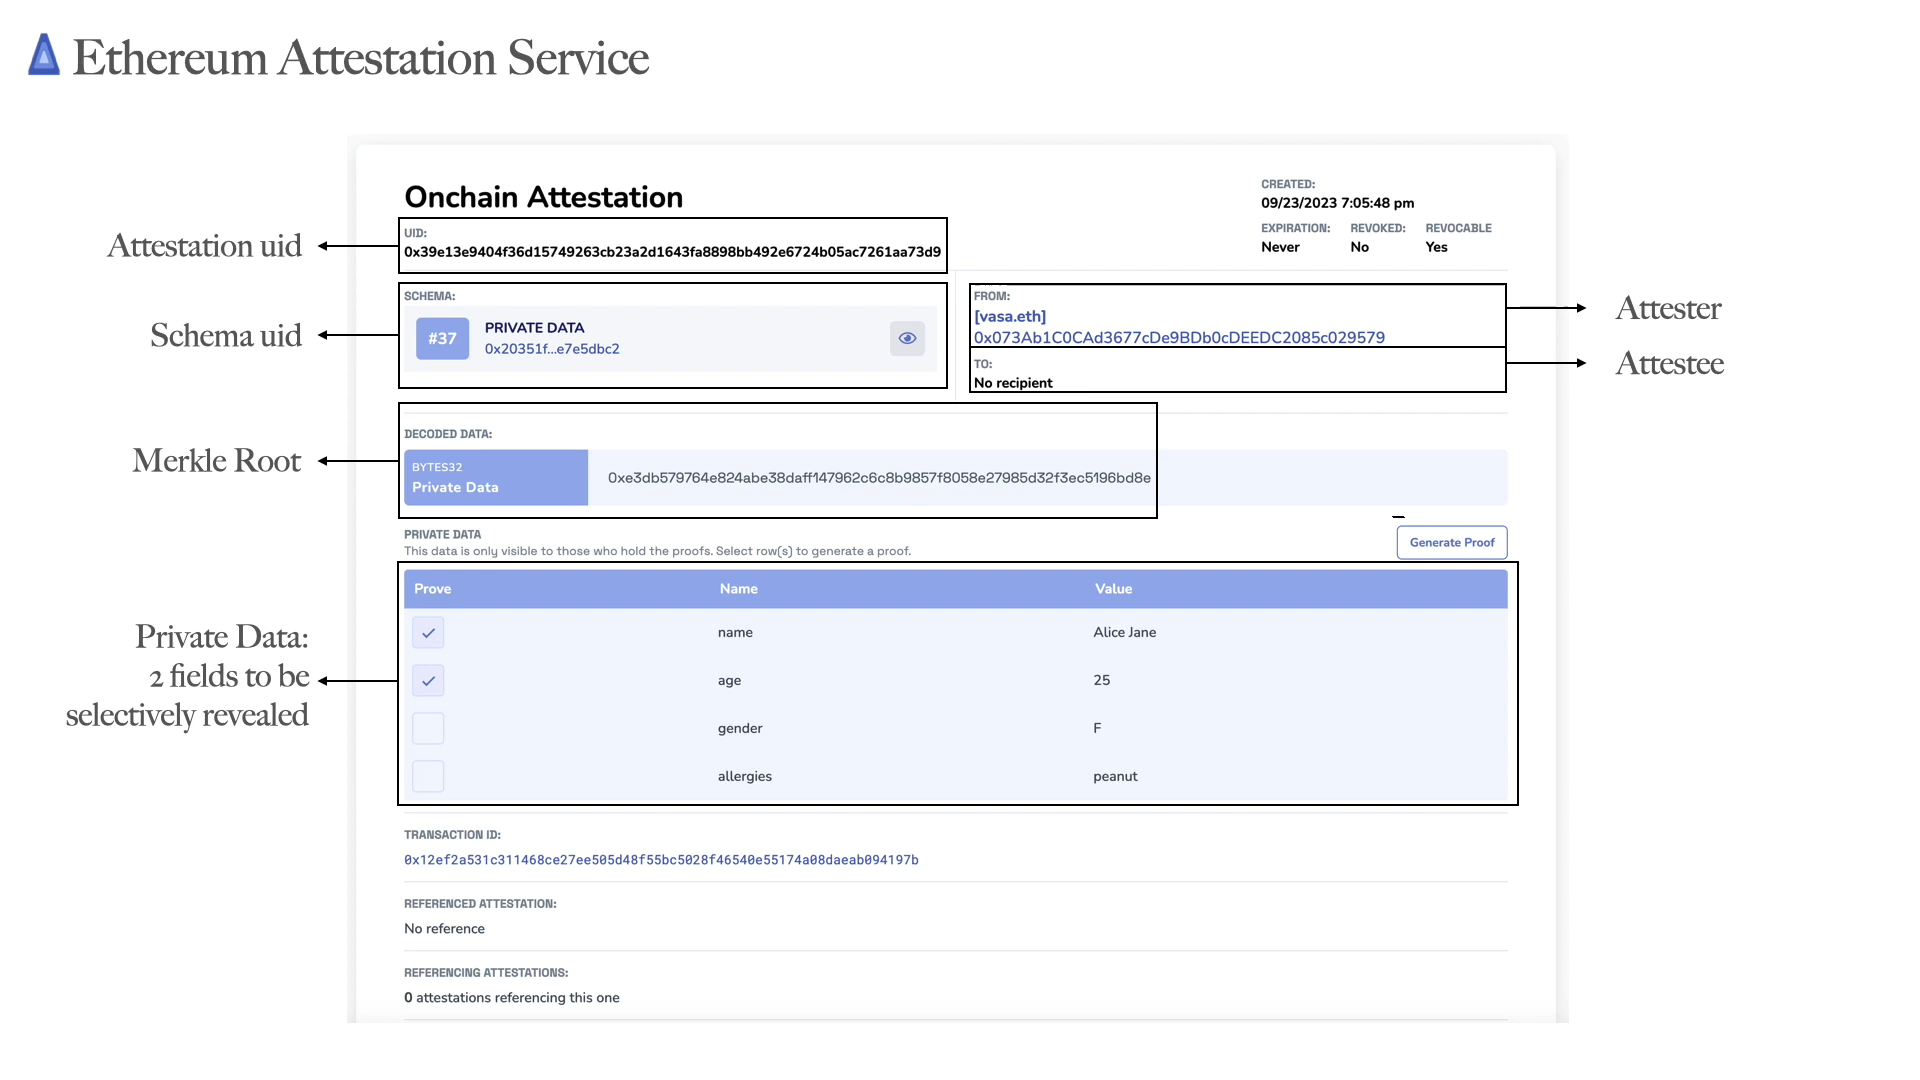 Ethereum Attestation Service
Onchain Attestation
CREATED:
09/23/2023 7:05:48 pm
EXPIRATION: REVOKED: REVOCABLE
Never No Yes
Attestation uid
UID:
0x39e13e9404f36d15749263cb23a2d1643fa8898bb492e6724b05ac7261aa73d9
Schema uid
SCHEMA:
#37
PRIVATE DATA
0x20351f...e7e5dbc2
FROM:
[vasa.eth]
0x073Ab1C0CAd3677cDe9BDb0cDEEDC2085c029579
Attester
TO:
No recipient
Attestee
Merkle Root
DECODED DATA:
BYTES32
Private Data
0xe3db579764e824abe38daff147962c6c8b9857f8058e27985d32f3ec5196bd8e
PRIVATE DATA
This data is only visible to those who hold the proofs. Select row(s) to generate a proof.
Generate Proof
Private Data:
2 fields to be
selectively revealed
Prove Name Value
name Alice Jane
age 25
gender F
allergies peanut
TRANSACTION ID:
0x12ef2a531c311468ce27ee505d48f55bc5028f46540e55174a08daeab094197b
REFERENCED ATTESTATION:
No reference
REFERENCING ATTESTATIONS:
0 attestations referencing this one